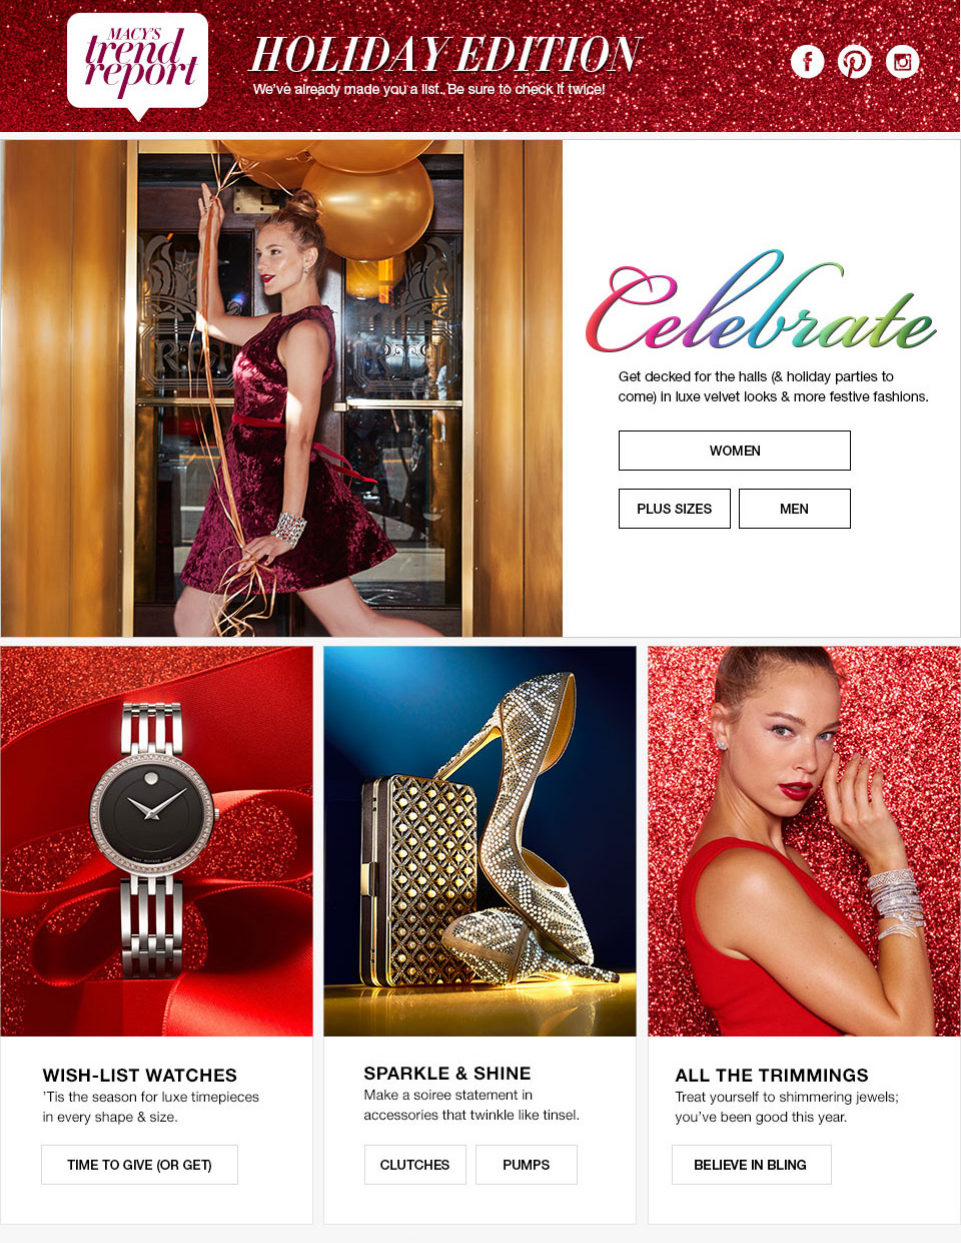 MACY'S
trend
report
HOLIDAY EDITION
We've already made you a list. Be sure to check it twice!
Celebrate
Get decked for the halls (& holiday parties to
come) in luxe velvet looks & more festive fashions.
WOMEN
PLUS SIZES
MEN
WISH-LIST WATCHES
'Tis the season for luxe timepieces
in every shape & size.
TIME TO GIVE (OR GET)
SPARKLE & SHINE
Make a soiree statement in
accessories that twinkle like tinsel.
CLUTCHES
PUMPS
ALL THE TRIMMINGS
Treat yourself to shimmering jewels;
you've been good this year.
BELIEVE IN BLING